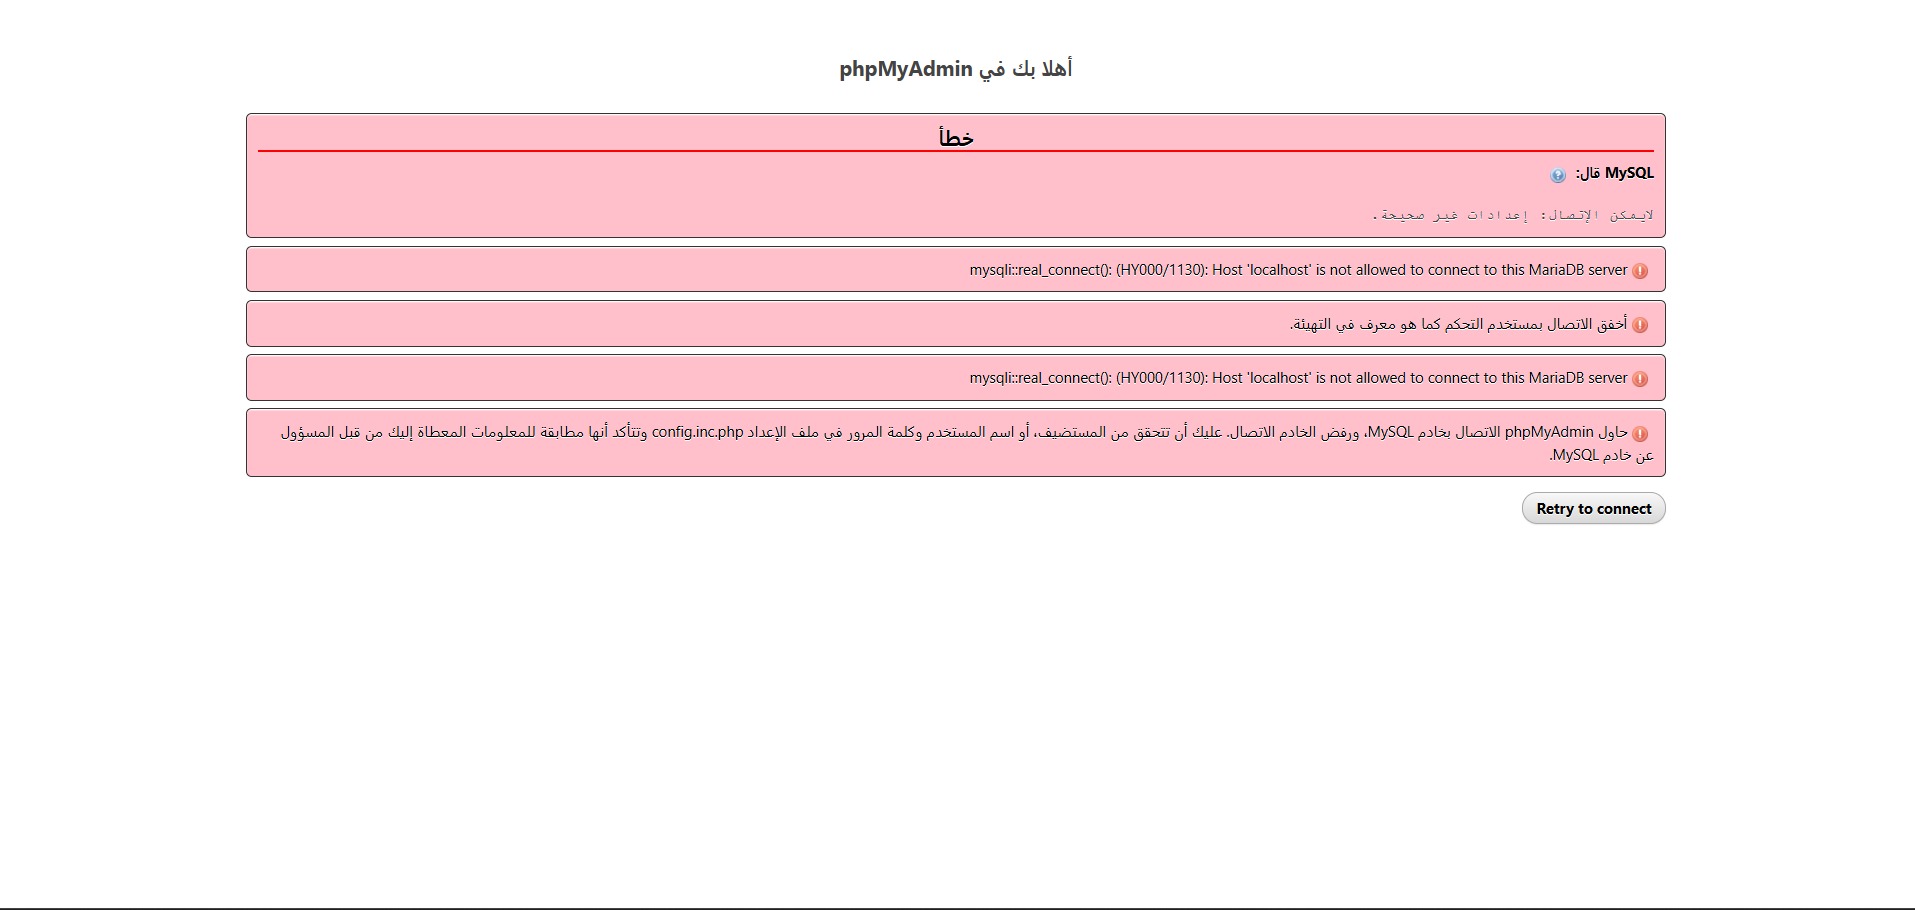 أهلا بك في phpMyAdmin
خطأ
MySQL قال:
لايمكن الإتصال: إعدادات غير صحيحة.
mysqli::real_connect(): (HY000/1130): Host 'localhost' is not allowed to connect to this MariaDB server
أخفق الاتصال بمستخدم التحكم كما هو معرف في التهيئة.
mysqli::real_connect(): (HY000/1130): Host 'localhost' is not allowed to connect to this MariaDB server
حاول phpMyAdmin الاتصال بخادم MySQL، ورفض الخادم الاتصال. عليك أن تتحقق من المستضيف، أو اسم المستخدم وكلمة المرور في ملف الإعداد config.inc.php وتتأكد أنها مطابقة للمعلومات المعطاة إليك من قبل المسؤول
عن خادم MySQL.
Retry to connect